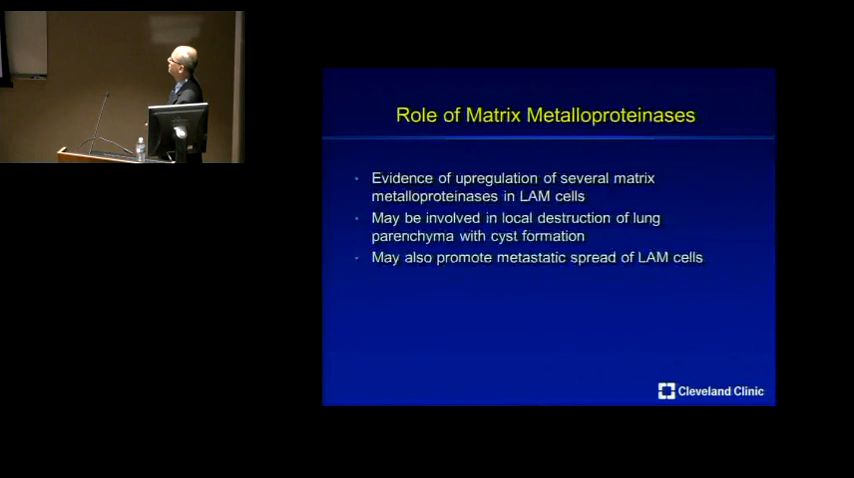 Role of Matrix Metalloproteinases
Evidence of upregulation of several matrix
metalloproteinases in LAM cells
May be involved in local destruction of lung
parenchyma with cyst formation
May also promote metastatic spread of LAM cells
Cleveland Clinic